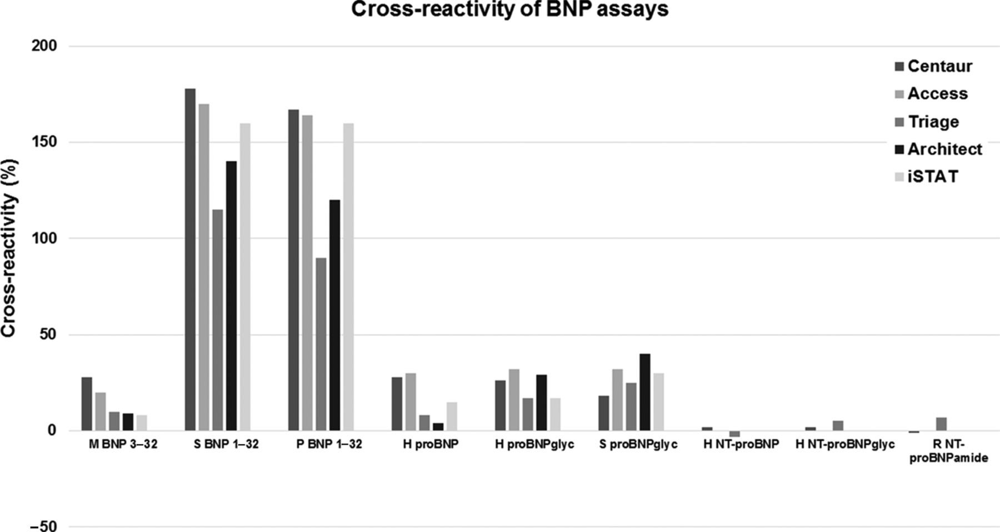 Cross-reactivity of BNP assays
Cross-reactivity (%)
200
150
100
50
0
–50
Centaur
Access
Triage
Architect
iSTAT
M BNP 3–32
S BNP 1–32
P BNP 1–32
H proBNP
H proBNPglyc
S proBNPglyc
H NT-proBNP
H NT-proBNPglyc
R NT-
proBNPamide